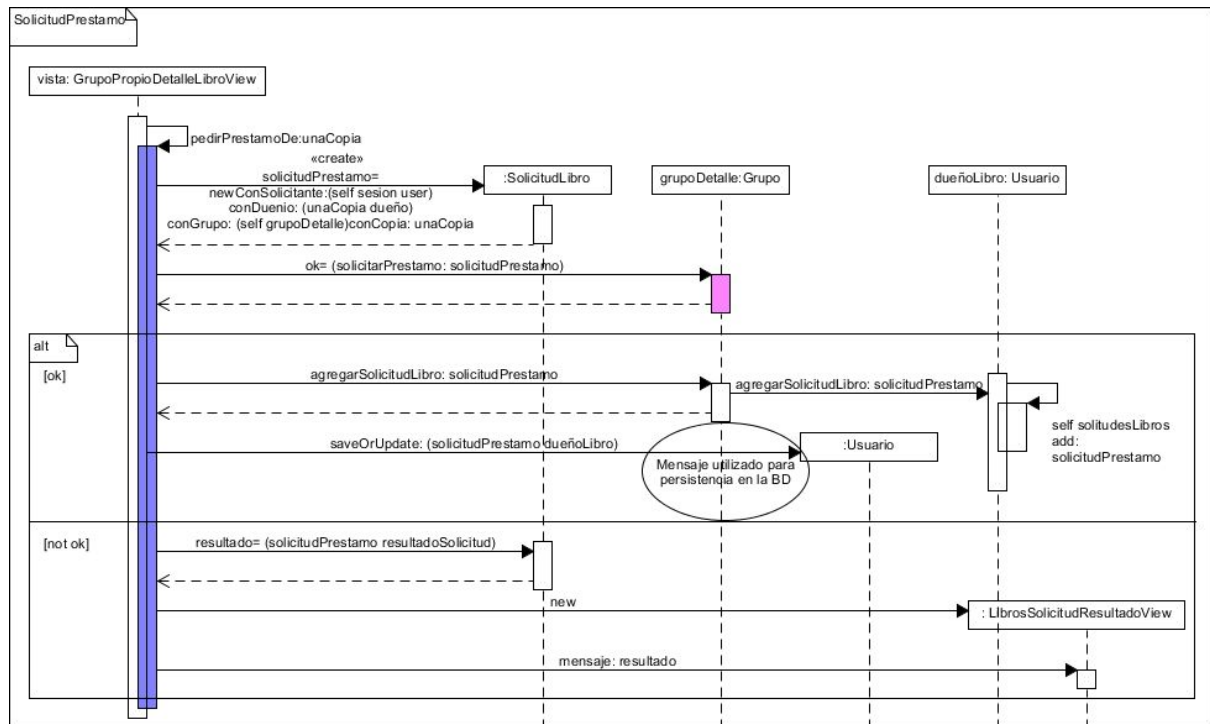 SolicitudPrestamo
vista: GrupoPropioDetalleLibroView
pedirPrestamoDe:unaCopia
«create»
solicitudPrestamo=
newConSolicitante:(self sesion user)
conDuenio: (unaCopia dueño)
conGrupo: (self grupoDetalle)conCopia: unaCopia
:SolicitudLibro
grupoDetalle:Grupo
dueñoLibro: Usuario
ok= (solicitarPrestamo: solicitudPrestamo)
alt
[ok]
agregarSolicitudLibro: solicitudPrestamo
agregarSolicitudLibro: solicitudPrestamo
self solitudesLibros
add:
solicitudPrestamo
saveOrUpdate: (solicitudPrestamo dueñoLibro)
:Usuario
Mensaje utilizado para
persistencia en la BD
[not ok]
resultado= (solicitudPrestamo resultadoSolicitud)
new
: LIbrosSolicitudResultadoView
mensaje: resultado